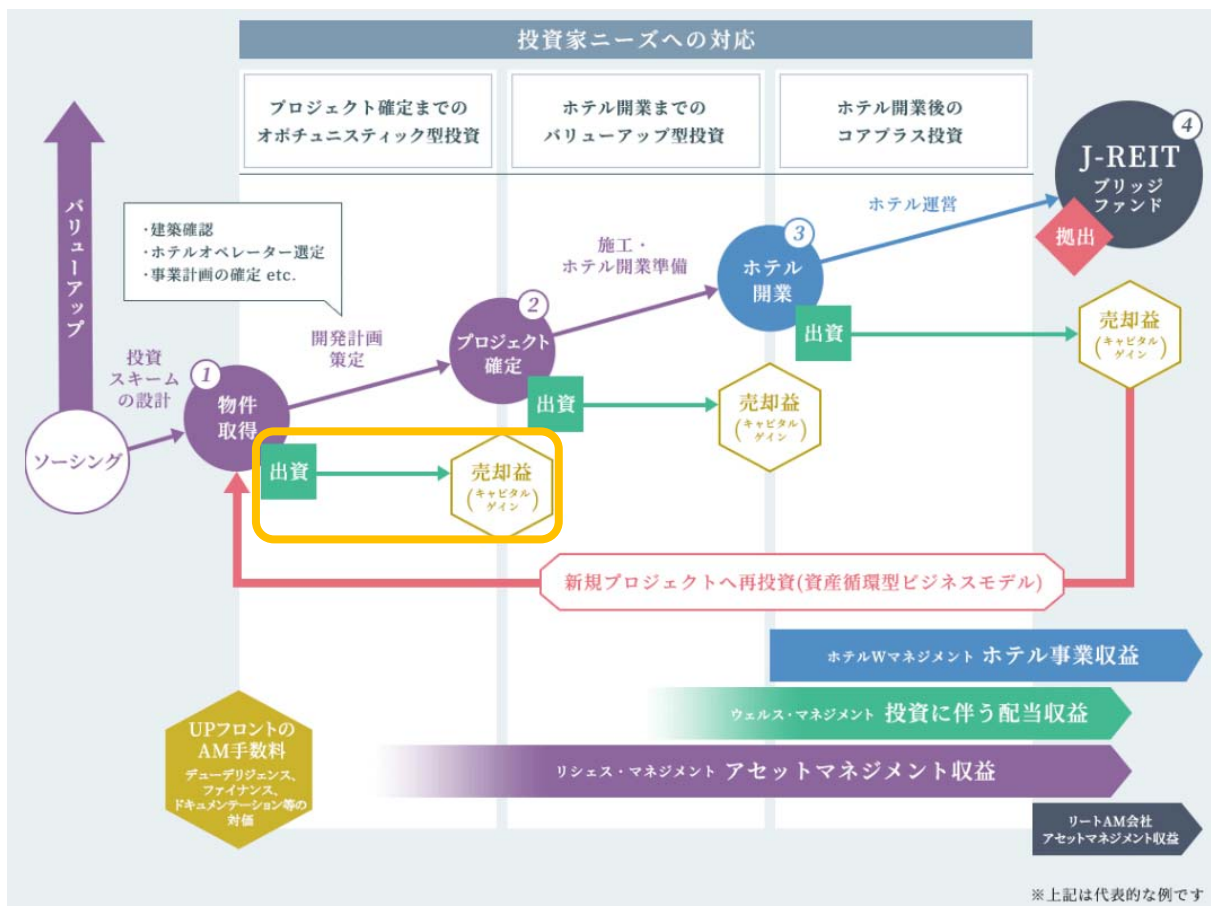 投資家ニーズへの対応
プロジェクト確定までの
オポチュニスティック型投資
ホテル開業までの
バリューアップ型投資
ホテル開業後の
コアプラス投資
バリューアップ
・建築確認
・ホテルオペレーター選定
・事業計画の確定 etc.
ソーシング
投資
スキーム
の設計
1
物件
取得
開発計画
策定
2
プロジェクト
確定
施工・
ホテル開業準備
3
ホテル
開業
ホテル運営
4
J-REIT
ブリッジ
ファンド
拠出
出資
売却益
(キャピタル
ゲイン)
出資
売却益
(キャピタル
ゲイン)
出資
売却益
(キャピタル
ゲイン)
新規プロジェクトへ再投資(資産循環型ビジネスモデル)
ホテルWマネジメント ホテル事業収益
ウェルス・マネジメント 投資に伴う配当収益
リシェス・マネジメント アセットマネジメント収益
UPフロントの
AM手数料
デューデリジェンス、
ファイナンス、
ドキュメンテーション等の
対価
リートAM会社
アセットマネジメント収益
※上記は代表的な例です